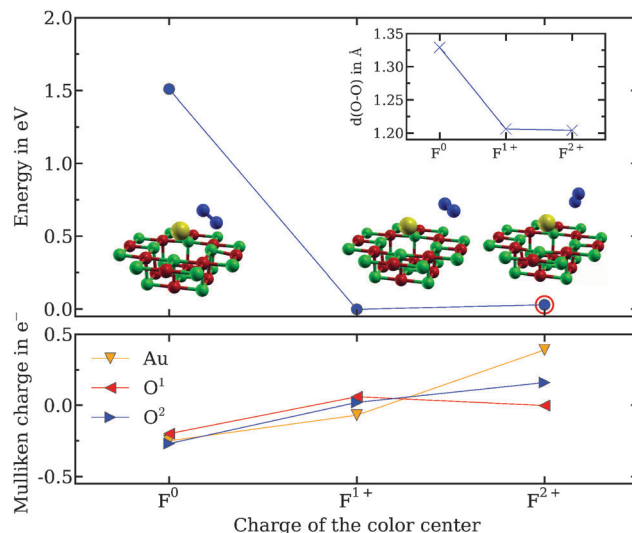 Energy in eV
2.0
1.5
1.0
0.5
0.0
d(O-O) in Å
1.35
1.30
1.25
1.20
F⁰
F¹⁺
F²⁺
Mulliken charge in e⁻
0.5
0.0
-0.5
Au
O¹
O²
F⁰
F¹⁺
F²⁺
Charge of the color center